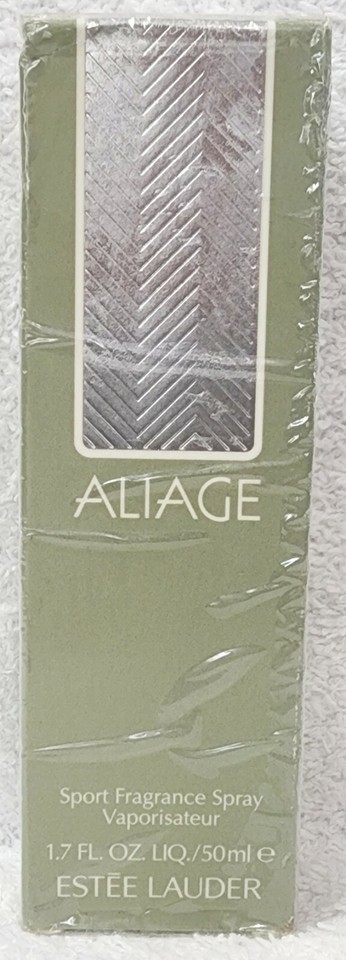 ALIAGE
Sport Fragrance Spray
Vaporisateur
1.7 FL. OZ. LIQ./50ml ℮
ESTĒE LAUDER